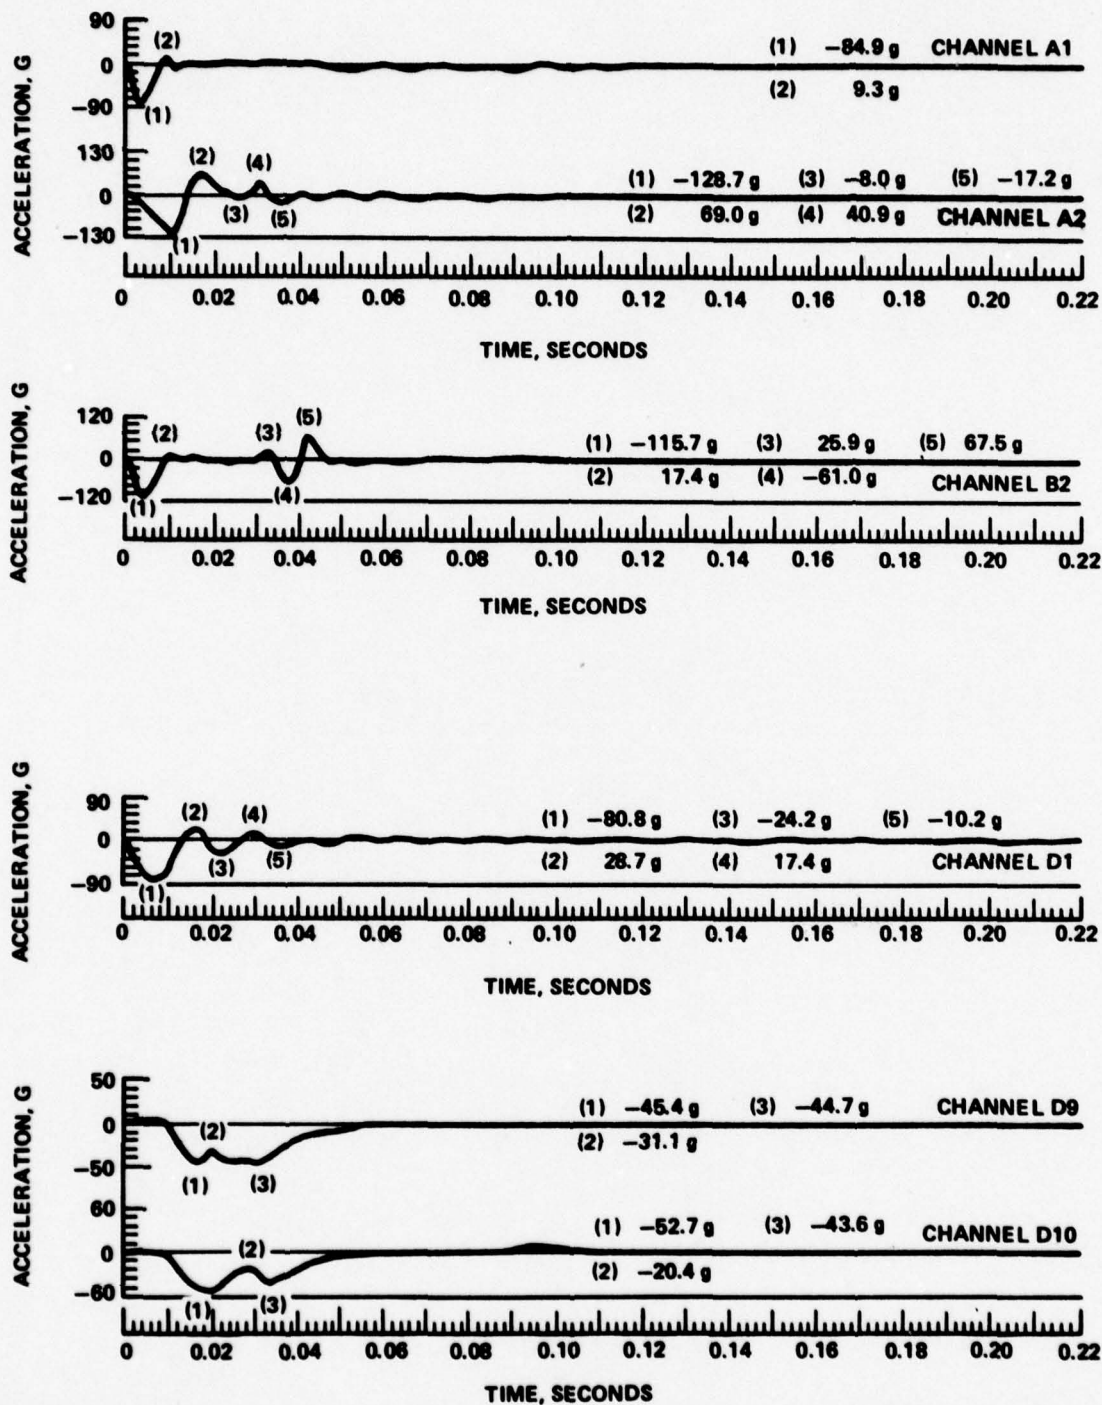 ACCELERATION, G
90
0
−90
(2)
(1)
(1) −84.9 g CHANNEL A1
(2) 9.3 g
ACCELERATION, G
130
0
−130
(2) (4)
(3) (5)
(1)
(1) −128.7 g (3) −8.0 g (5) −17.2 g
(2) 69.0 g (4) 40.9 g CHANNEL A2
0 0.02 0.04 0.06 0.08 0.10 0.12 0.14 0.16 0.18 0.20 0.22
TIME, SECONDS
ACCELERATION, G
120
0
−120
(2) (3) (5)
(1) (4)
(1) −115.7 g (3) 25.9 g (5) 67.5 g
(2) 17.4 g (4) −61.0 g CHANNEL B2
0 0.02 0.04 0.06 0.08 0.10 0.12 0.14 0.16 0.18 0.20 0.22
TIME, SECONDS
ACCELERATION, G
90
0
−90
(2) (4)
(3) (5)
(1)
(1) −80.8 g (3) −24.2 g (5) −10.2 g
(2) 28.7 g (4) 17.4 g CHANNEL D1
0 0.02 0.04 0.06 0.08 0.10 0.12 0.14 0.16 0.18 0.20 0.22
TIME, SECONDS
ACCELERATION, G
50
0
−50
(2)
(1) (3)
(1) −45.4 g (3) −44.7 g CHANNEL D9
(2) −31.1 g
ACCELERATION, G
60
0
−60
(2)
(1) (3)
(1) −52.7 g (3) −43.6 g CHANNEL D10
(2) −20.4 g
0 0.02 0.04 0.06 0.08 0.10 0.12 0.14 0.16 0.18 0.20 0.22
TIME, SECONDS